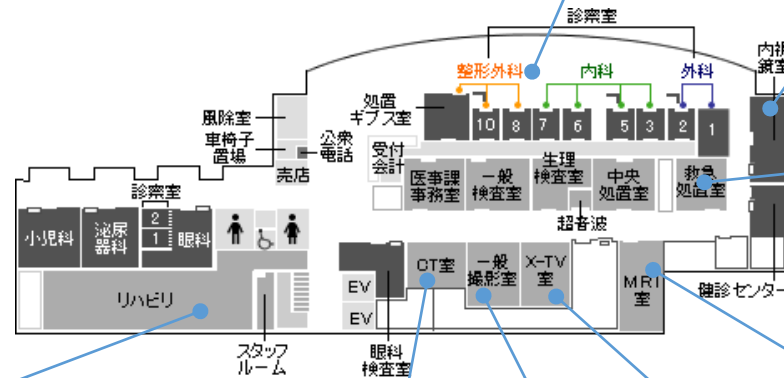 診察室
整形外科
内科
外科
内視
鏡室
処置
ギプス室
10
8
7
6
5
3
2
1
風除室
車椅子
置場
公衆
電話
売店
受付
会計
医事課
事務室
一般
検査室
生理
検査室
中央
処置室
救急
処置室
超音波
診察室
小児科
泌尿
器科
2
1
眼科
リハビリ
スタッフ
ルーム
EV
EV
眼科
検査室
CT室
一般
撮影室
X-TV
室
MRI
室
健診センター